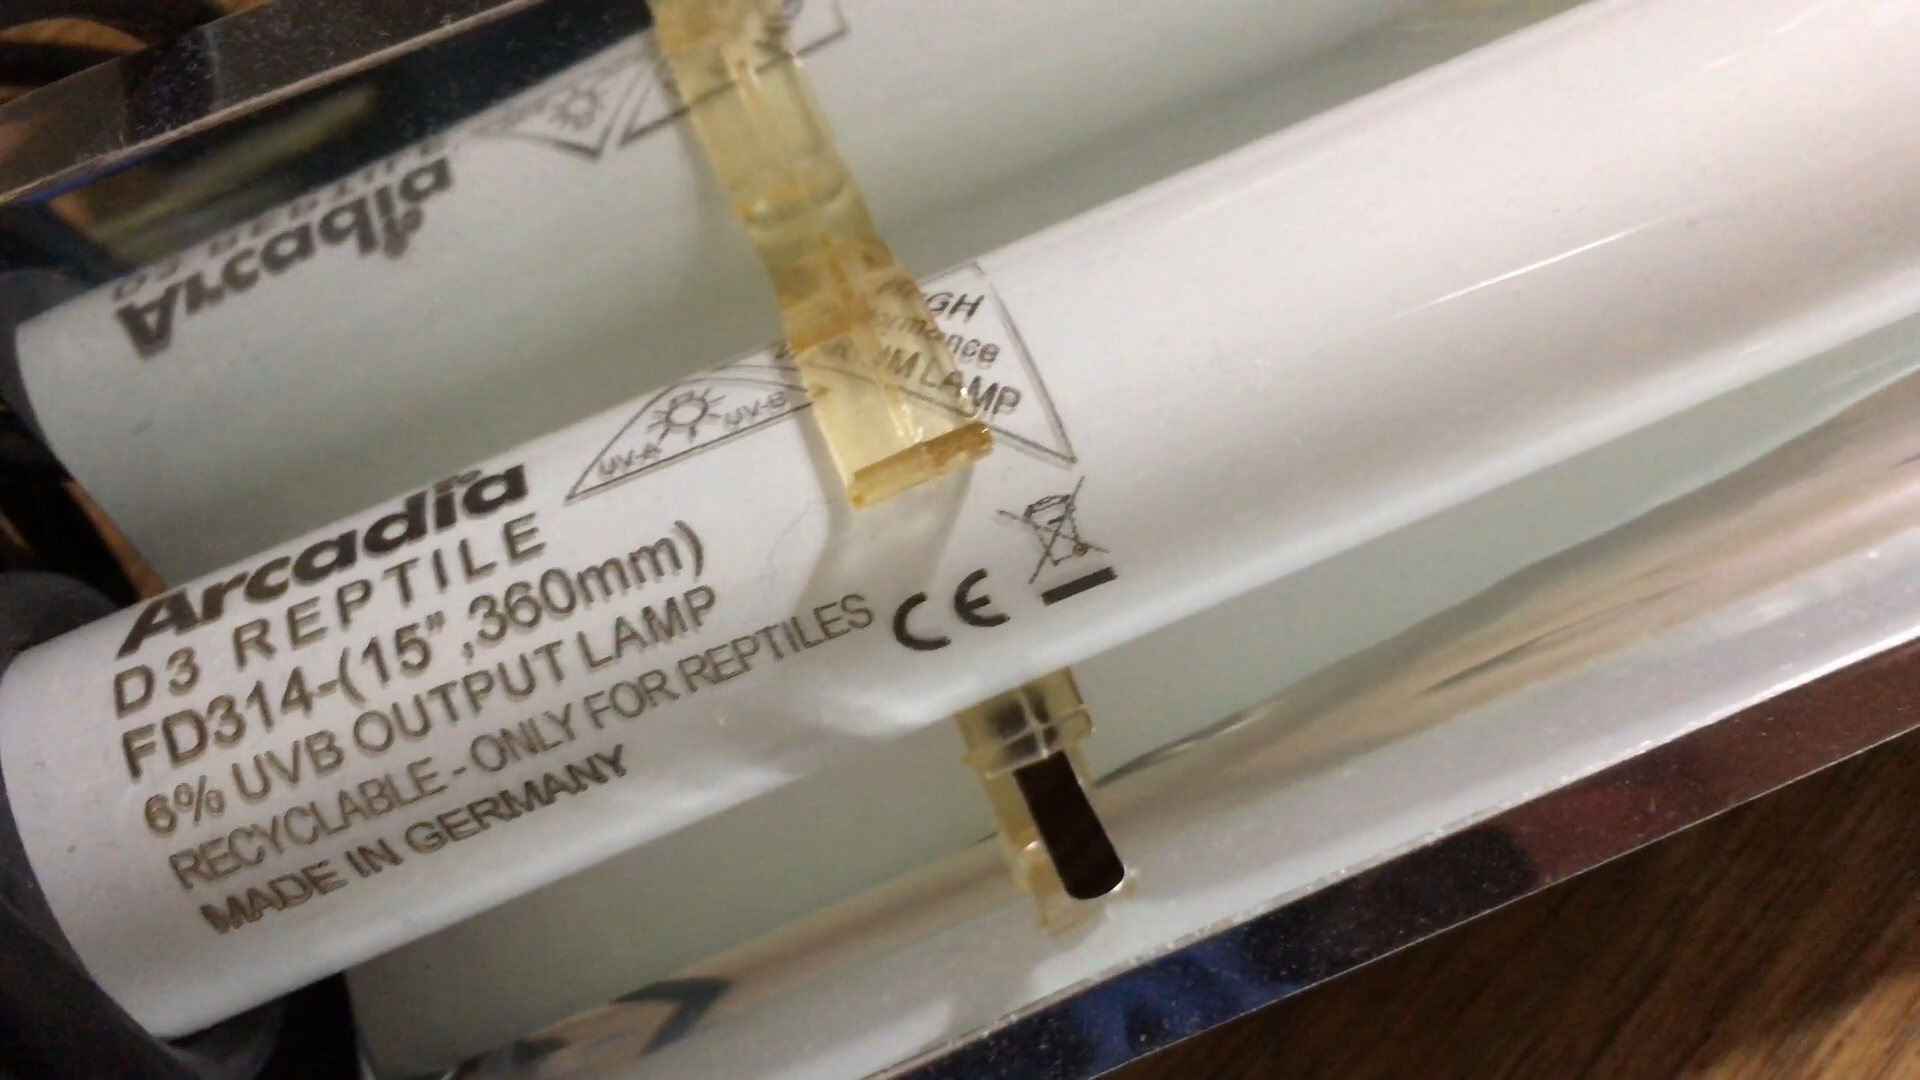 Arcadia
D3 REPTILE
FD314-(15",360mm)
6% UVB OUTPUT LAMP
RECYCLABLE - ONLY FOR REPTILES
MADE IN GERMANY
UV-A UV-B
LAMP
CE